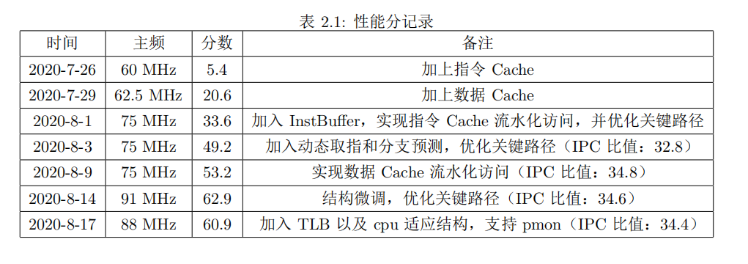 表 2.1: 性能分记录
时间 主频 分数 备注
2020-7-26 60 MHz 5.4 加上指令 Cache
2020-7-29 62.5 MHz 20.6 加上数据 Cache
2020-8-1 75 MHz 33.6 加入 InstBuffer，实现指令 Cache 流水化访问，并优化关键路径
2020-8-3 75 MHz 49.2 加入动态取指和分支预测，优化关键路径（IPC 比值：32.8）
2020-8-9 75 MHz 53.2 实现数据 Cache 流水化访问（IPC 比值：34.8）
2020-8-14 91 MHz 62.9 结构微调，优化关键路径（IPC 比值：34.6）
2020-8-17 88 MHz 60.9 加入 TLB 以及 cpu 适应结构，支持 pmon（IPC 比值：34.4）